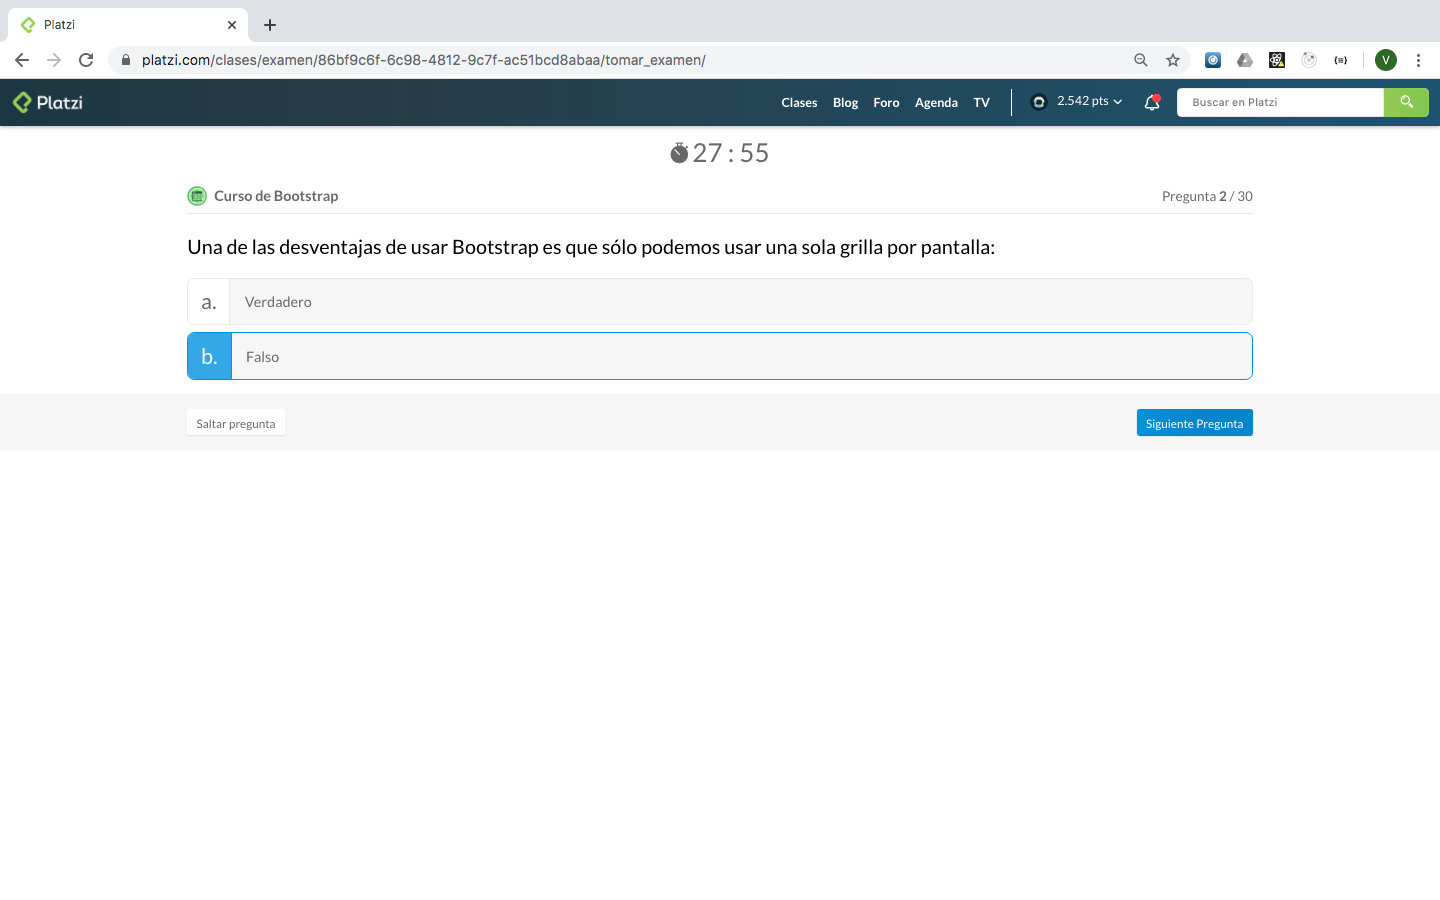 Platzi
platzi.com/clases/examen/86bf9c6f-6c98-4812-9c7f-ac51bcd8abaa/tomar_examen/
V
Platzi
Clases Blog Foro Agenda TV 2.542 pts Buscar en Platzi
27 : 55
Curso de Bootstrap
Pregunta 2 / 30
Una de las desventajas de usar Bootstrap es que sólo podemos usar una sola grilla por pantalla:
a. Verdadero
b. Falso
Saltar pregunta
Siguiente Pregunta